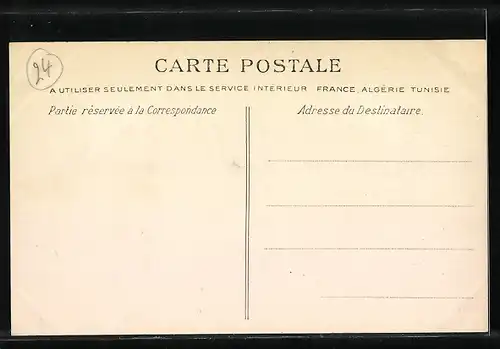 24
CARTE POSTALE
A UTILISER SEULEMENT DANS LE SERVICE INTERIEUR FRANCE, ALGÉRIE TUNISIE
Partie réservée à la Correspondance
Adresse du Destinataire.